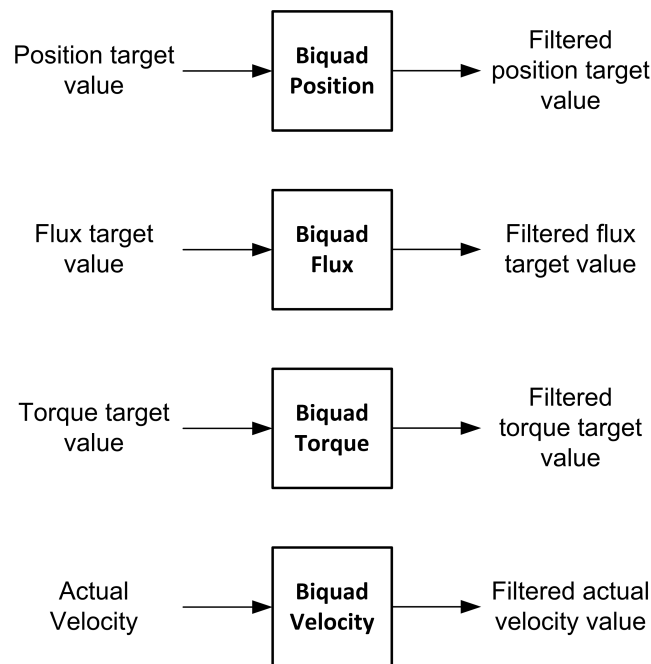 Position target
value
Biquad
Position
Filtered
position target
value
Flux target
value
Biquad
Flux
Filtered flux
target value
Torque target
value
Biquad
Torque
Filtered
torque target
value
Actual
Velocity
Biquad
Velocity
Filtered actual
velocity value